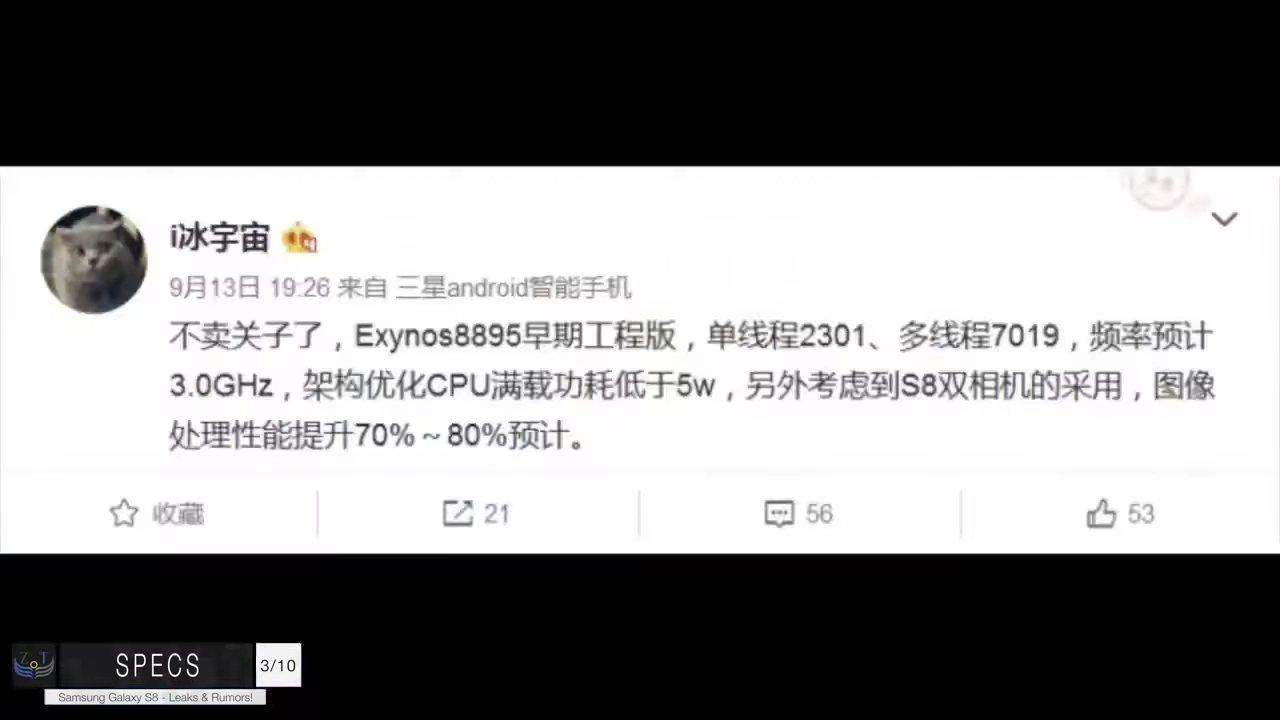 i冰宇宙
9月13日 19:26 来自 三星android智能手机
不卖关子了，Exynos8895早期工程版，单线程2301、多线程7019，频率预计
3.0GHz，架构优化CPU满载功耗低于5w，另外考虑到S8双相机的采用，图像
处理性能提升70%～80%预计。
收藏
21
56
53
ZoT
SPECS
3/10
Samsung Galaxy S8 - Leaks & Rumors!